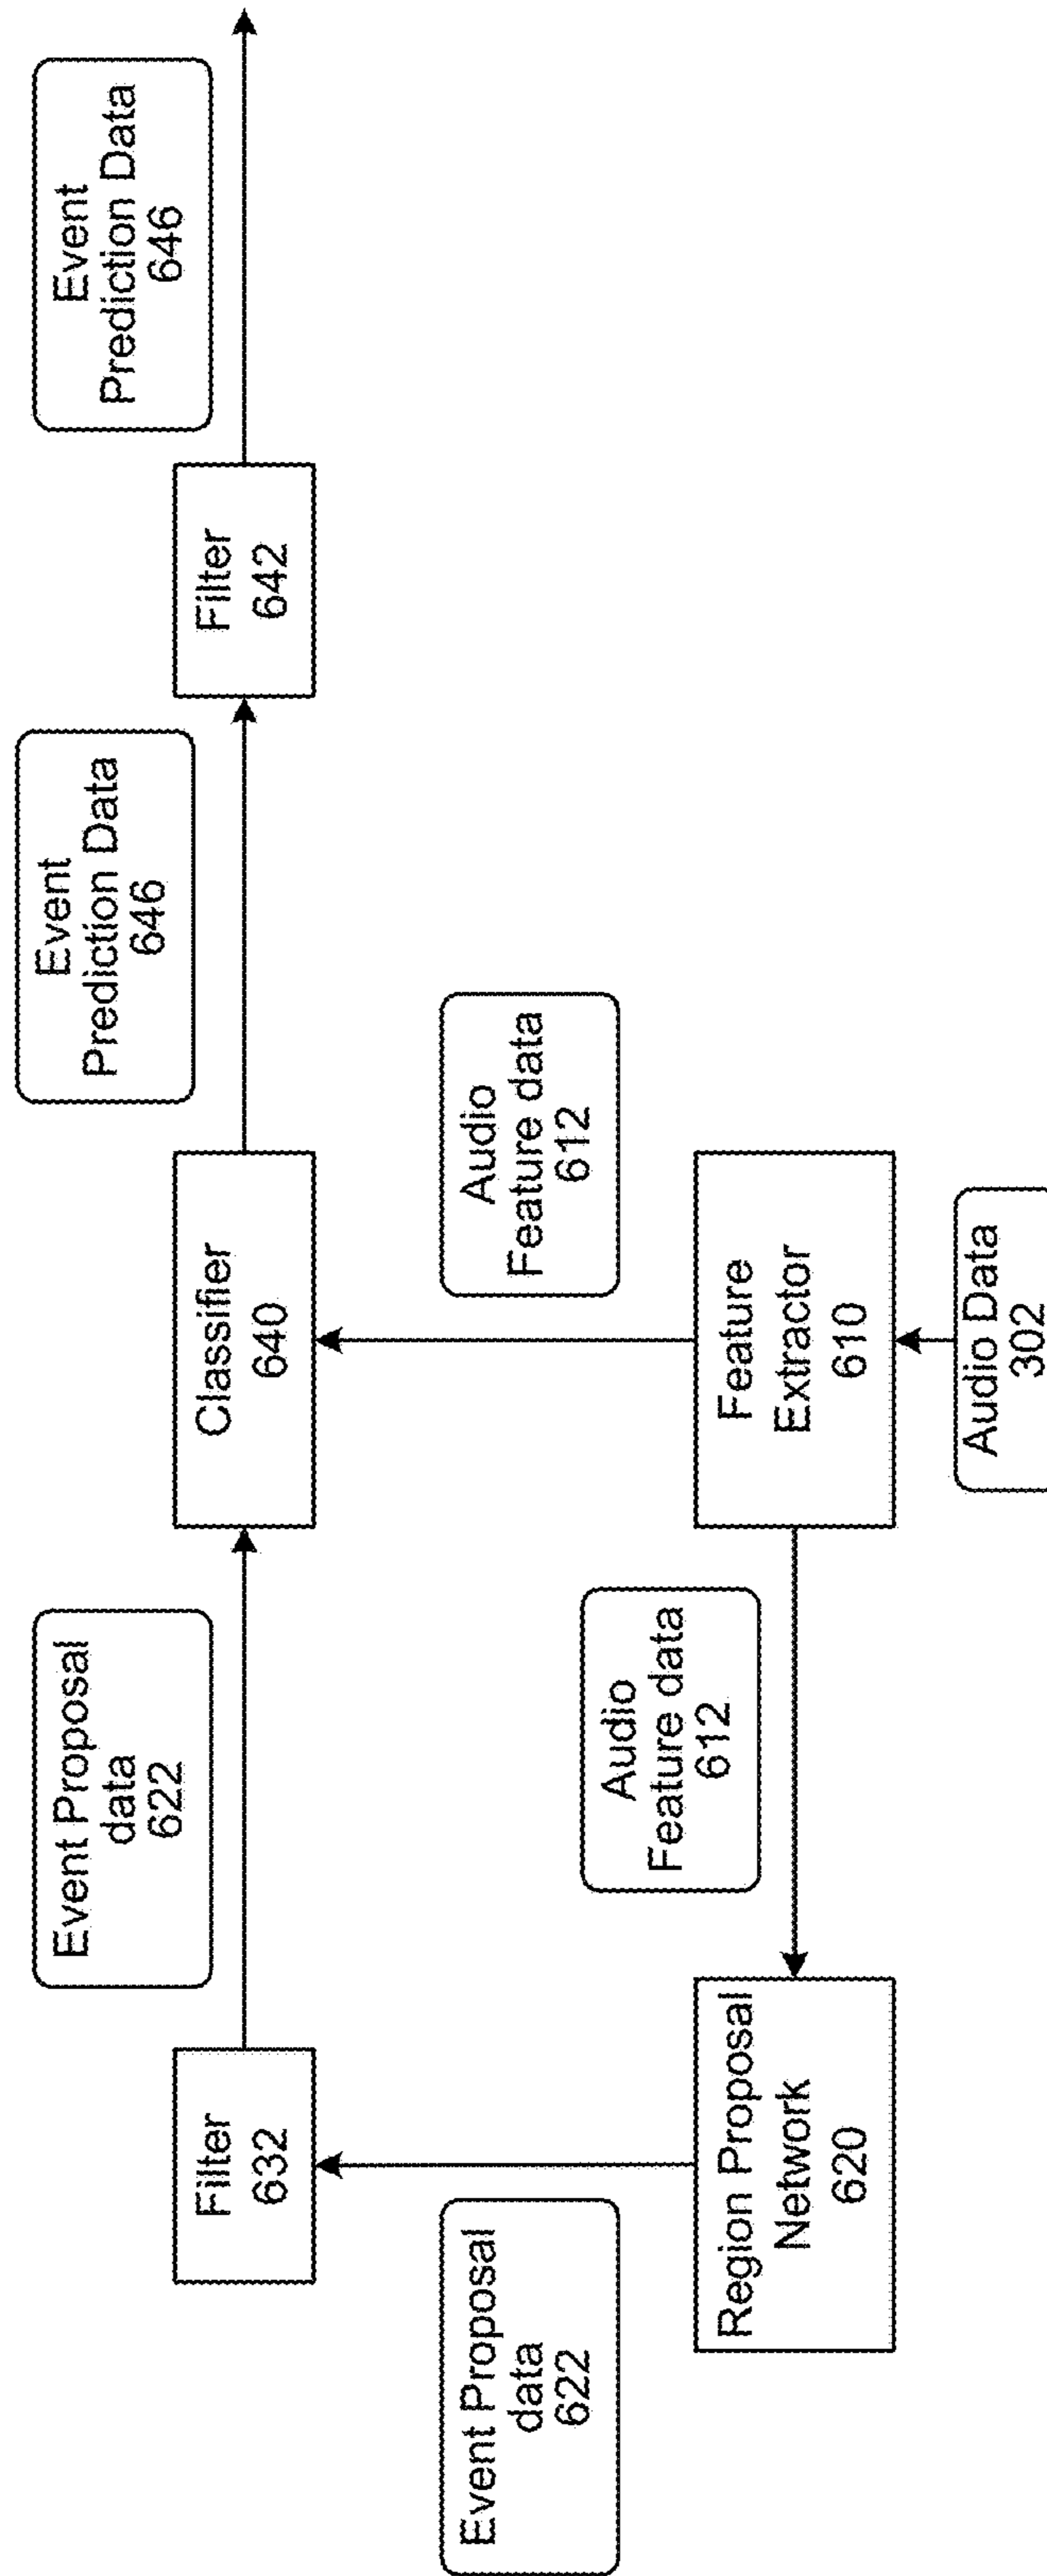 Event Proposal
data
622
Event
Prediction Data
646
Event
Prediction Data
646
Filter
632
Classifier
640
Filter
642
Event Proposal
data
622
Audio
Feature data
612
Audio
Feature data
612
Region Proposal
Network
620
Feature
Extractor
610
Audio Data
302